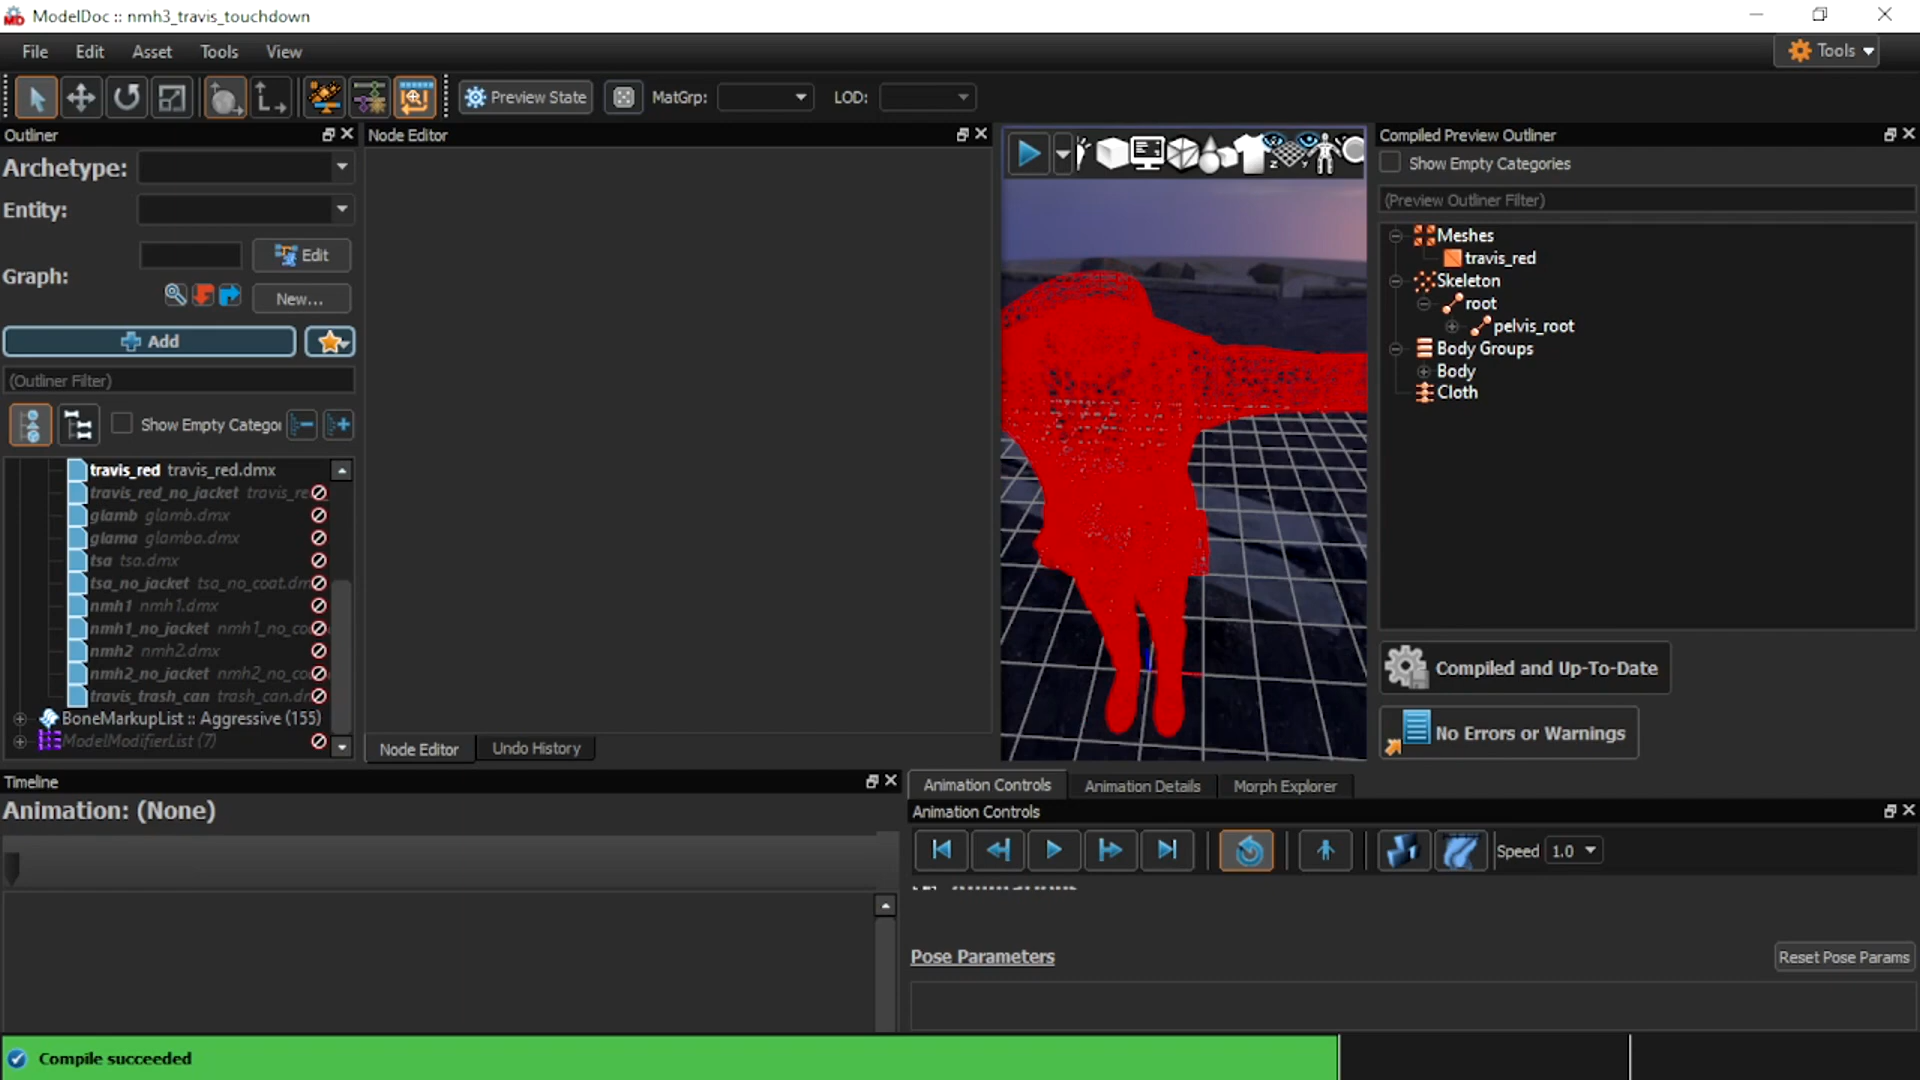 ModelDoc :: nmh3_travis_touchdown
File Edit Asset Tools View
Tools
Preview State MatGrp: LOD:
Outliner
Archetype:
Entity:
Graph:
Edit
New...
Add
(Outliner Filter)
Show Empty Catego
travis_red travis_red.dmx
travis_red_no_jacket travis_re
glamb glamb.dmx
glama glamba.dmx
tsa tsa.dmx
tsa_no_jacket tsa_no_coat.dm
nmh1 nmh1.dmx
nmh1_no_jacket nmh1_no_co
nmh2 nmh2.dmx
nmh2_no_jacket nmh2_no_co
travis_trash_can trash_can.d
BoneMarkupList :: Aggressive (155)
ModelModifierList (7)
Node Editor
Node Editor Undo History
Compiled Preview Outliner
Show Empty Categories
(Preview Outliner Filter)
Meshes
travis_red
Skeleton
root
pelvis_root
Body Groups
Body
Cloth
Compiled and Up-To-Date
No Errors or Warnings
Timeline
Animation: (None)
Animation Controls Animation Details Morph Explorer
Animation Controls
Speed 1.0
Pose Parameters
Reset Pose Params
Compile succeeded